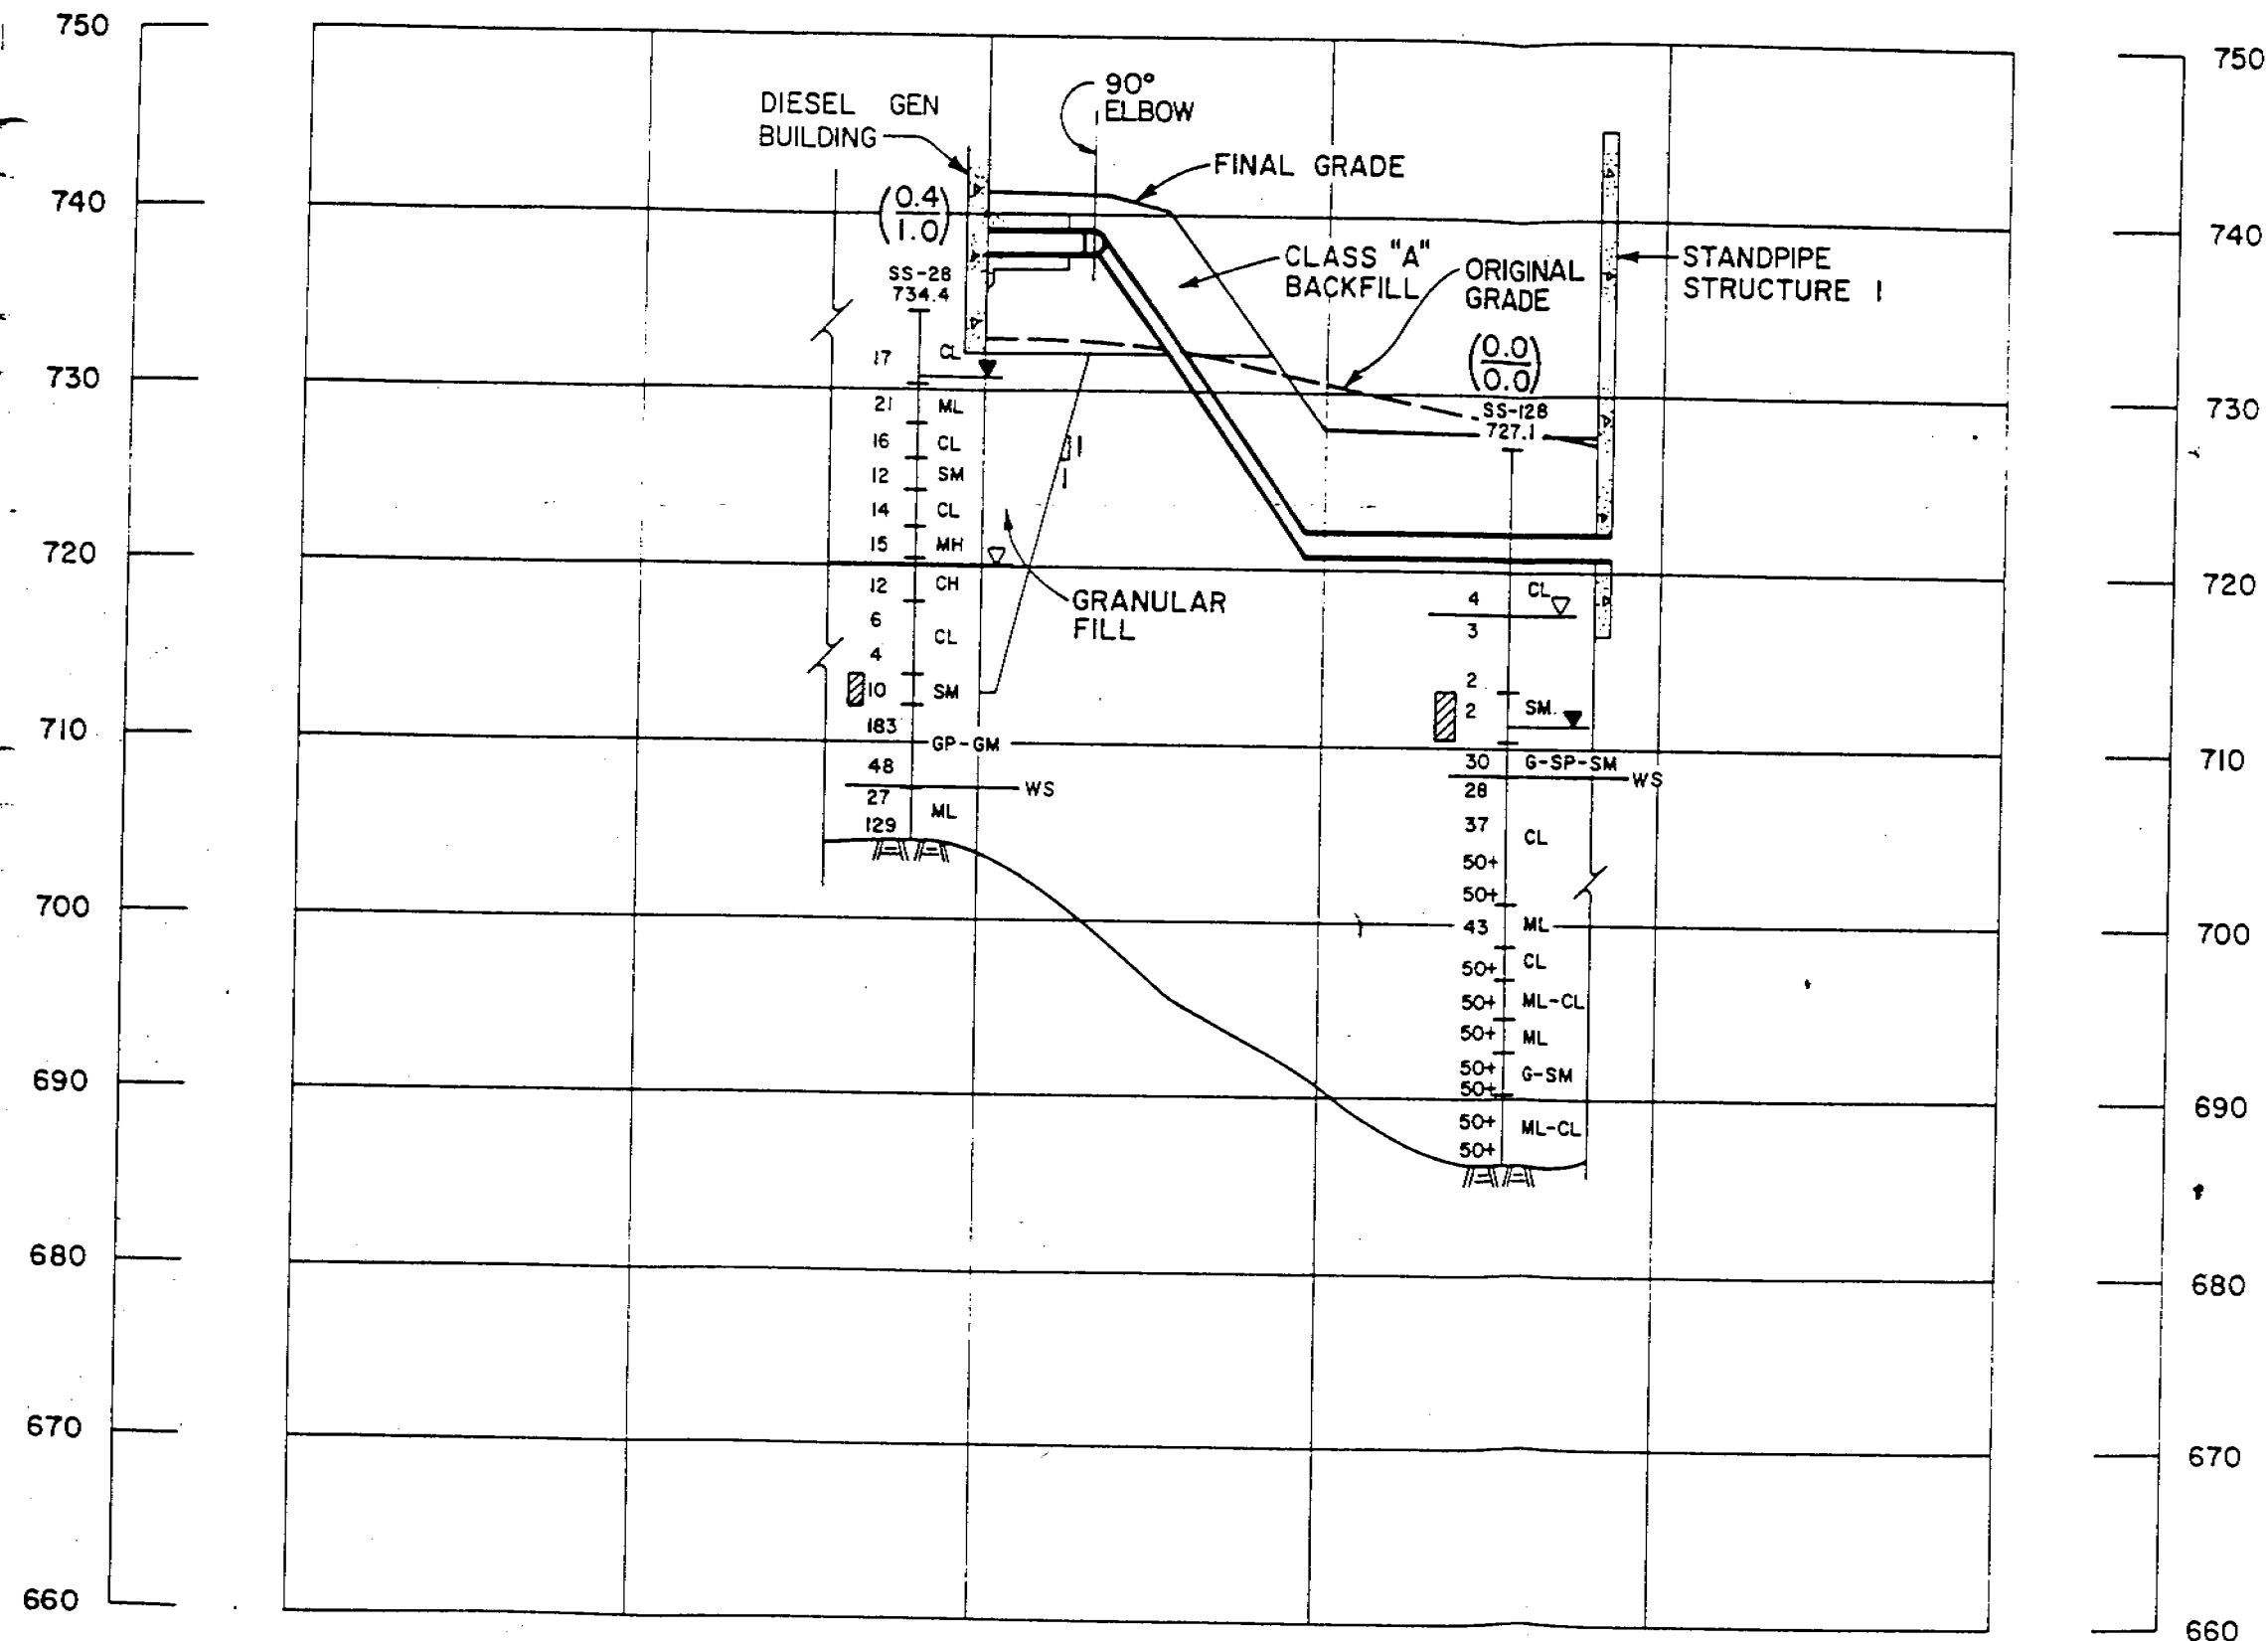 750
740
730
720
710
700
690
680
670
660
DIESEL GEN
BUILDING
90°
ELBOW
FINAL GRADE
(0.4)
(1.0)
SS-28
734.4
CLASS "A"
BACKFILL
ORIGINAL
GRADE
STANDPIPE
STRUCTURE 1
(0.0)
(0.0)
SS-128
727.1
17 CL
21 ML
16 CL
12 SM
14 CL
15 MH
12 CH
6
CL
4
10 SM
183
GP-GM
48
WS
27
ML
129
1
1
GRANULAR
FILL
4 CL
3
2
2 SM
30 G-SP-SM
WS
28
37 CL
50+
50+
43 ML
50+ CL
50+ ML-CL
50+ ML
50+ G-SM
50+
50+ ML-CL
50+
750
740
730
720
710
700
690
680
670
660